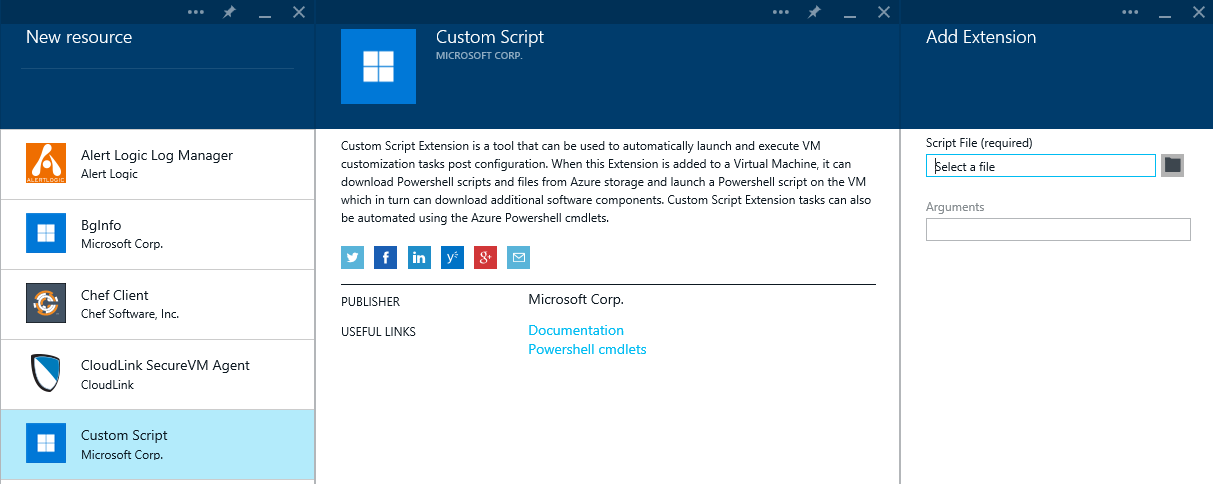 New resource
Alert Logic Log Manager
Alert Logic
ALERTLOGIC
BgInfo
Microsoft Corp.
Chef Client
Chef Software, Inc.
CloudLink SecureVM Agent
CloudLink
Custom Script
Microsoft Corp.
Custom Script
MICROSOFT CORP.
Custom Script Extension is a tool that can be used to automatically launch and execute VM
customization tasks post configuration. When this Extension is added to a Virtual Machine, it can
download Powershell scripts and files from Azure storage and launch a Powershell script on the VM
which in turn can download additional software components. Custom Script Extension tasks can also
be automated using the Azure Powershell cmdlets.
PUBLISHER
Microsoft Corp.
USEFUL LINKS
Documentation
Powershell cmdlets
Add Extension
Script File (required)
Select a file
Arguments